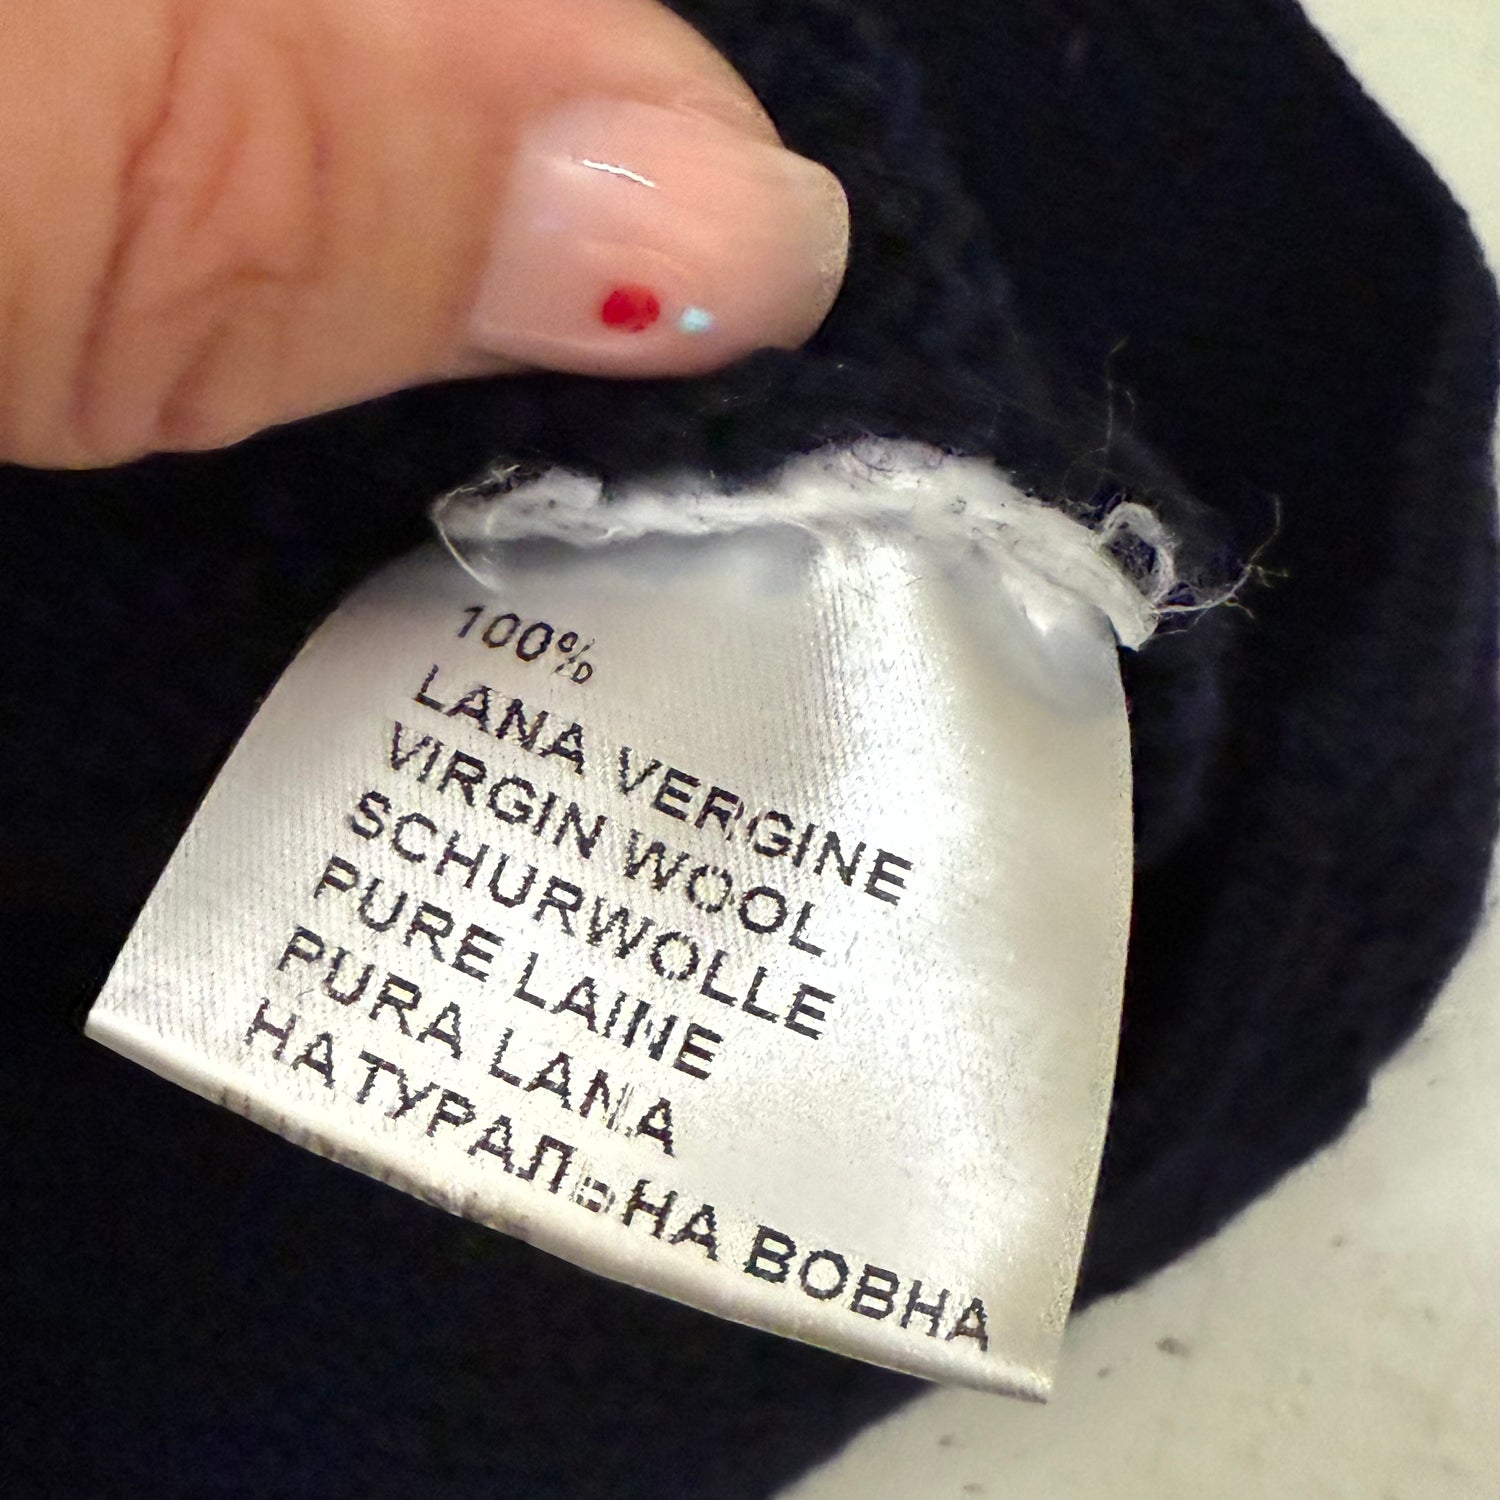 100%
LANA VERGINE
VIRGIN WOOL
SCHURWOLLE
PURE LAINE
PURA LANA
НАТУРАЛЬНА ВОВНА